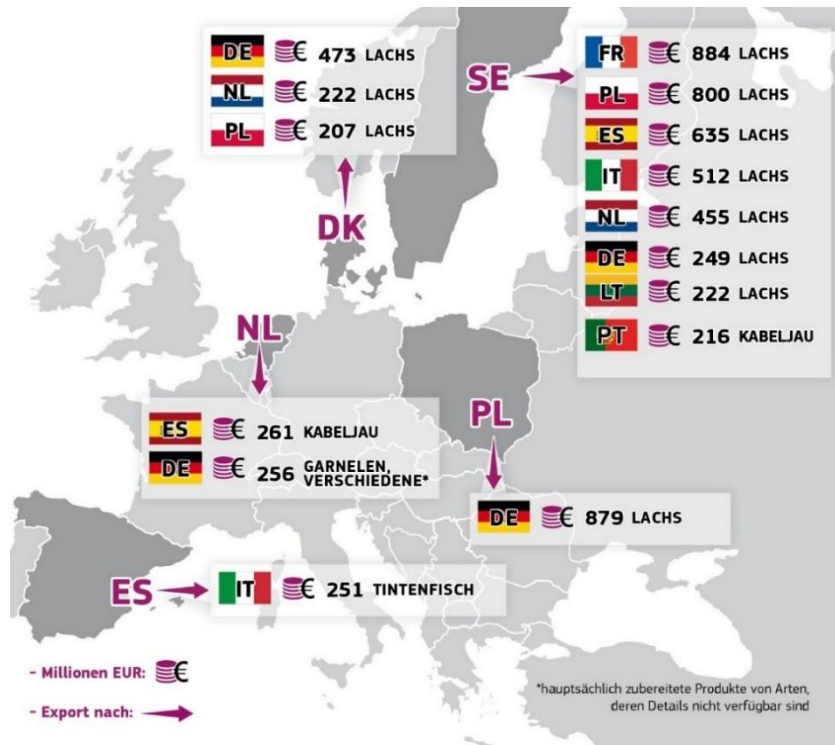 DE 473 LACHS
NL 222 LACHS
PL 207 LACHS
DK
SE
FR 884 LACHS
PL 800 LACHS
ES 635 LACHS
IT 512 LACHS
NL 455 LACHS
DE 249 LACHS
LT 222 LACHS
PT 216 KABELJAU
NL
ES 261 KABELJAU
DE 256 GARNELEN,
VERSCHIEDENE*
PL
DE 879 LACHS
ES
IT 251 TINTENFISCH
- Millionen EUR: €
- Export nach:
*hauptsächlich zubereitete Produkte von Arten,
deren Details nicht verfügbar sind